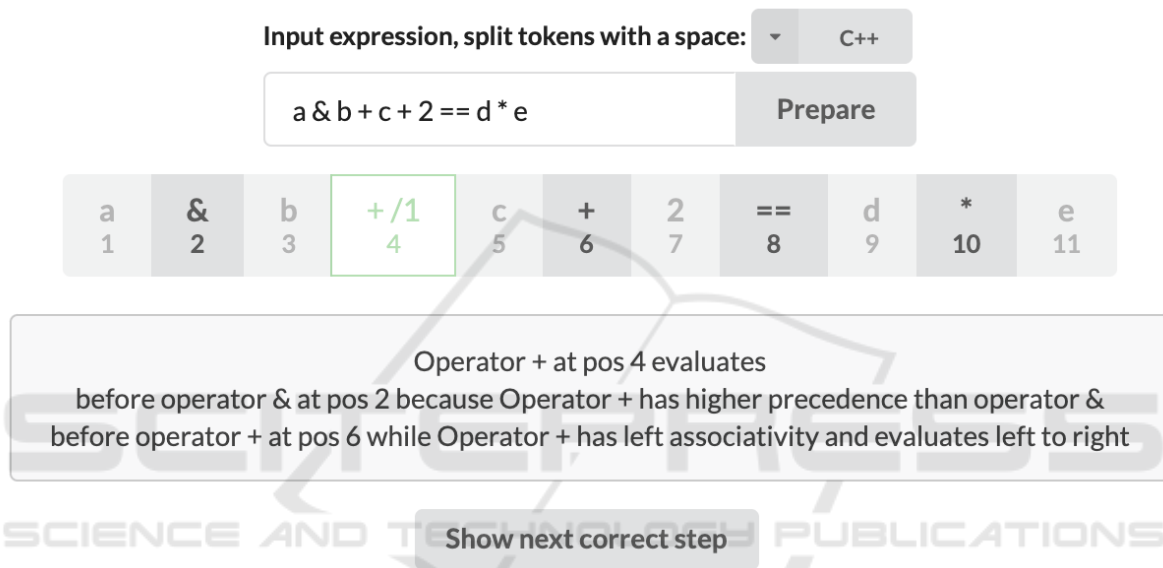 Input expression, split tokens with a space: C++
a & b + c + 2 == d * e Prepare
a & b + /1 c + 2 == d * e
1 2 3 4 5 6 7 8 9 10 11
Operator + at pos 4 evaluates
before operator & at pos 2 because Operator + has higher precedence than operator &
before operator + at pos 6 while Operator + has left associativity and evaluates left to right
SCITEPRESS
SCIENCE AND TECHNOLOGY PUBLICATIONS
Show next correct step